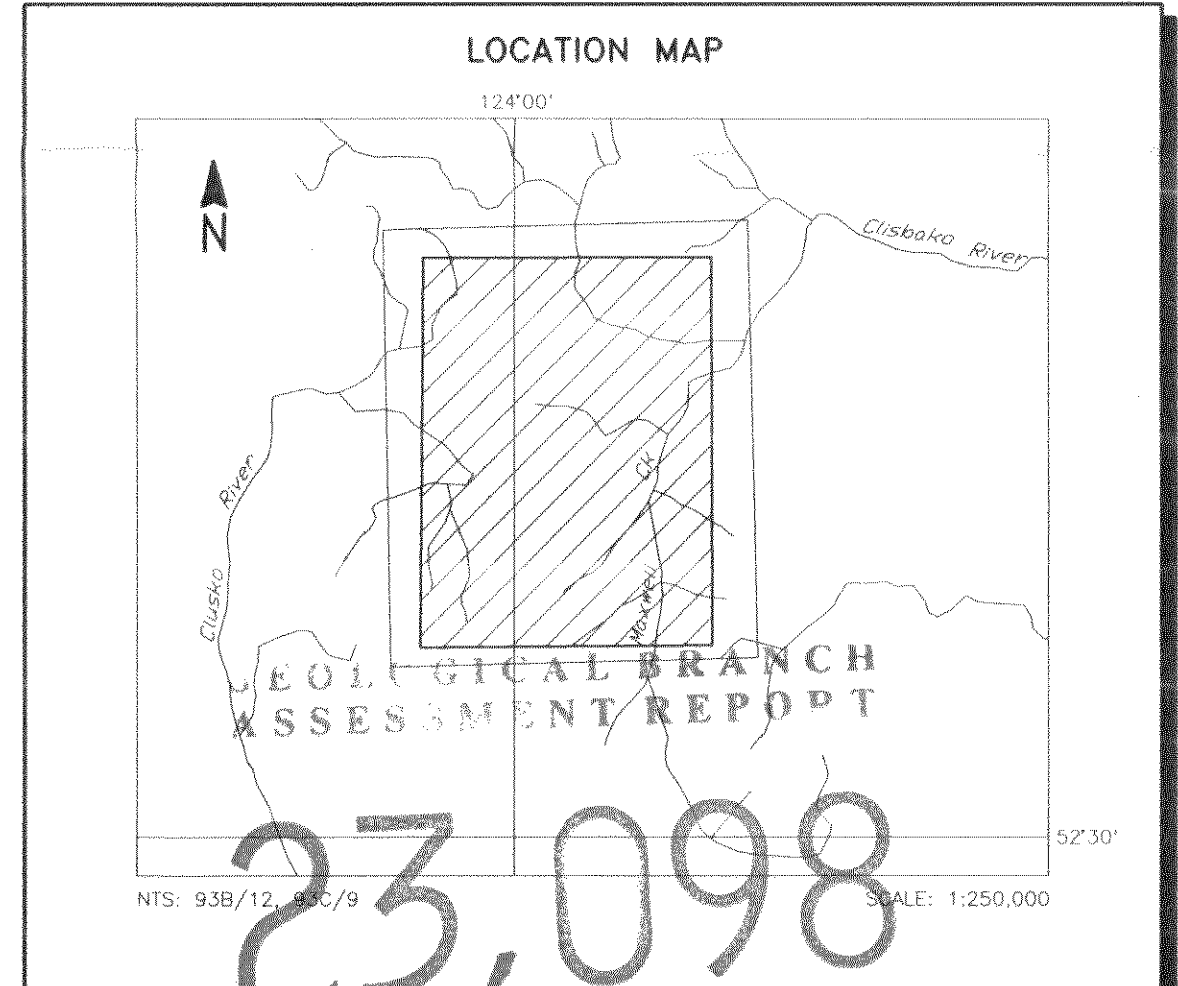 LOCATION MAP
124°00'
N
Clisbako River
River
Clusko
Ck
Maxwell
GEOLOGICAL BRANCH
ASSESSMENT REPORT
52°30'
NTS: 93B/12, 93C/9
SCALE: 1:250,000
23,098